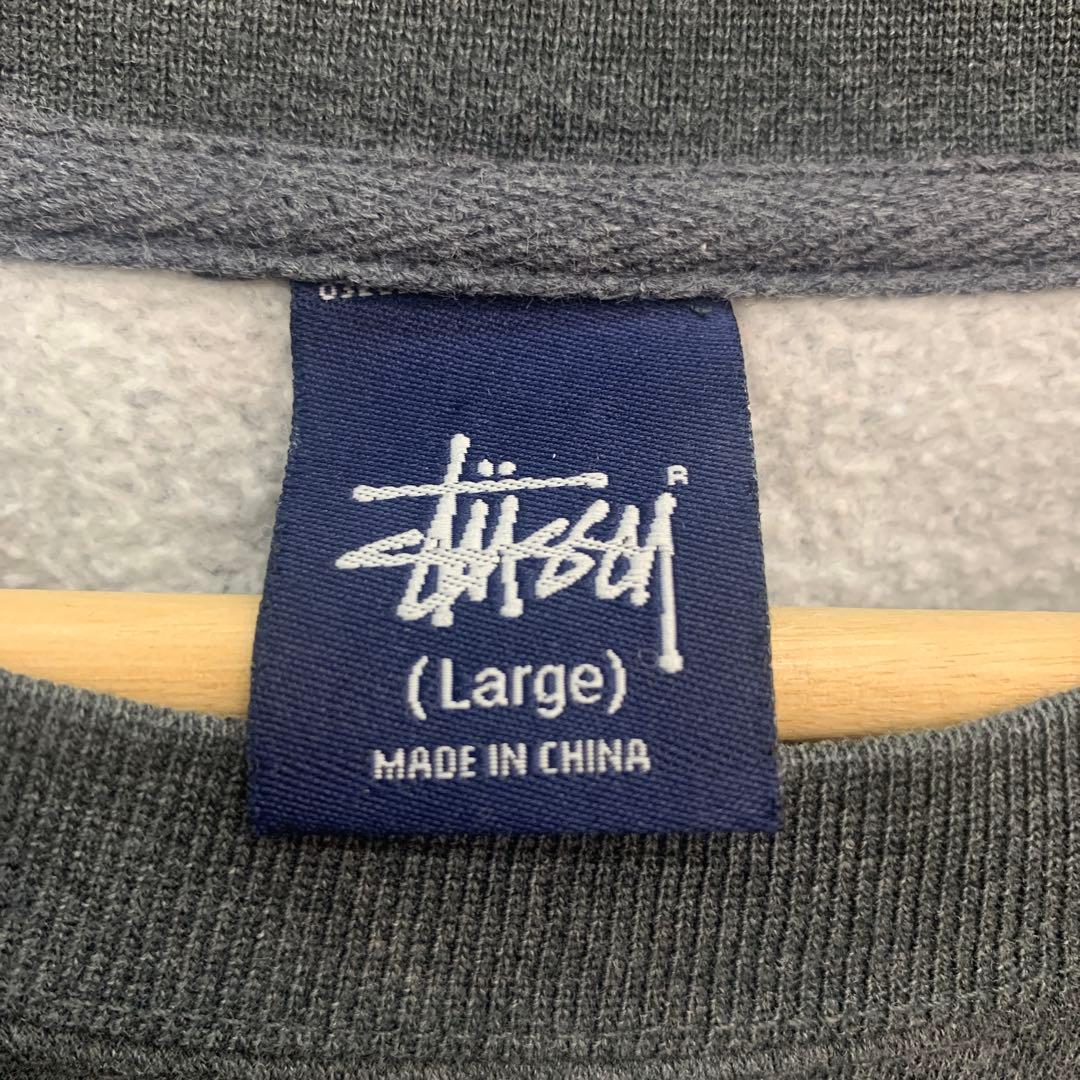 Stüssy
R
(Large)
MADE IN CHINA